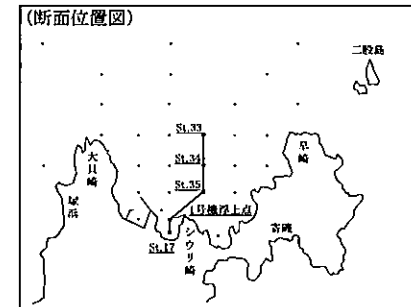 (断面位置図)
二股島
St.33
早崎
大貝崎
St.34
塚浜
St.35
1号機浮上点
寄磯
シウリ崎
St.17